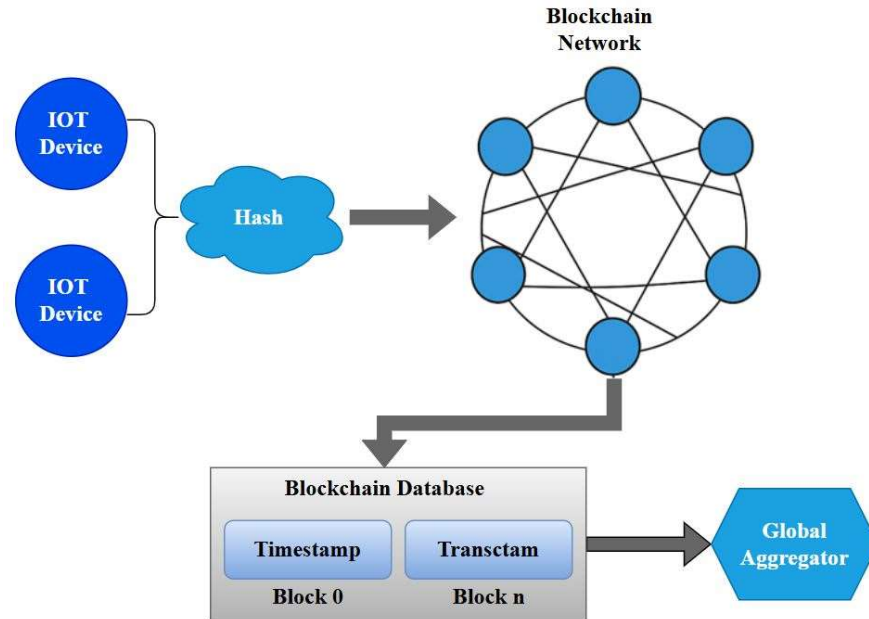 Blockchain
Network
IOT
Device
Hash
IOT
Device
Blockchain Database
Timestamp
Transctam
Block 0
Block n
Global
Aggregator